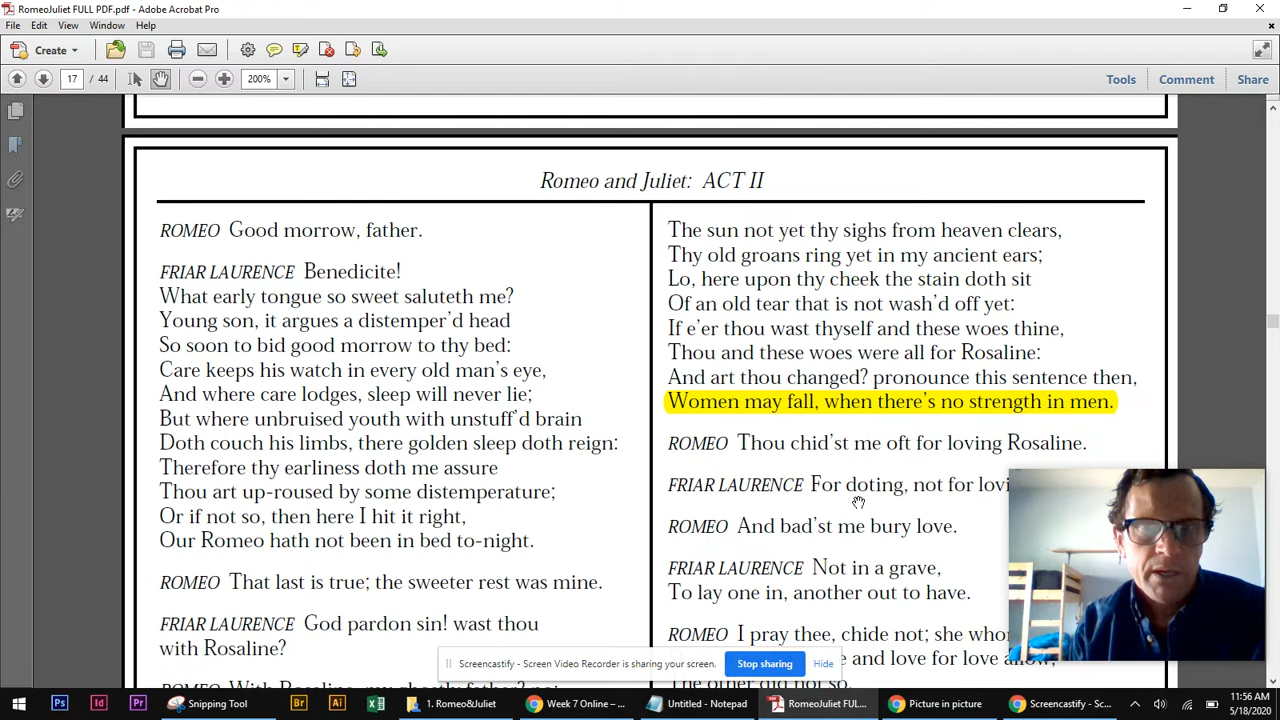 RomeoJuliet FULL PDF.pdf - Adobe Acrobat Pro
File Edit View Window Help
Create
17 / 44 200% Tools Comment Share
Romeo and Juliet: ACT II
ROMEO Good morrow, father.
FRIAR LAURENCE Benedicite!
What early tongue so sweet saluteth me?
Young son, it argues a distemper'd head
So soon to bid good morrow to thy bed:
Care keeps his watch in every old man's eye,
And where care lodges, sleep will never lie;
But where unbruised youth with unstuff'd brain
Doth couch his limbs, there golden sleep doth reign:
Therefore thy earliness doth me assure
Thou art up-roused by some distemperature;
Or if not so, then here I hit it right,
Our Romeo hath not been in bed to-night.
ROMEO That last is true; the sweeter rest was mine.
FRIAR LAURENCE God pardon sin! wast thou
with Rosaline?
The sun not yet thy sighs from heaven clears,
Thy old groans ring yet in my ancient ears;
Lo, here upon thy cheek the stain doth sit
Of an old tear that is not wash'd off yet:
If e'er thou wast thyself and these woes thine,
Thou and these woes were all for Rosaline:
And art thou changed? pronounce this sentence then,
Women may fall, when there's no strength in men.
ROMEO Thou chid'st me oft for loving Rosaline.
FRIAR LAURENCE For doting, not for lovi
ROMEO And bad'st me bury love.
FRIAR LAURENCE Not in a grave,
To lay one in, another out to have.
ROMEO I pray thee, chide not; she who
e and love for love allow;
The other did not so.
Screencastify - Screen Video Recorder is sharing your screen. Stop sharing Hide
Ps Id Pr Snipping Tool Br Ai 1. Romeo&Juliet Week 7 Online – ... Untitled - Notepad RomeoJuliet FUL... Picture in picture Screencastify - ... 11:56 AM
5/18/2020